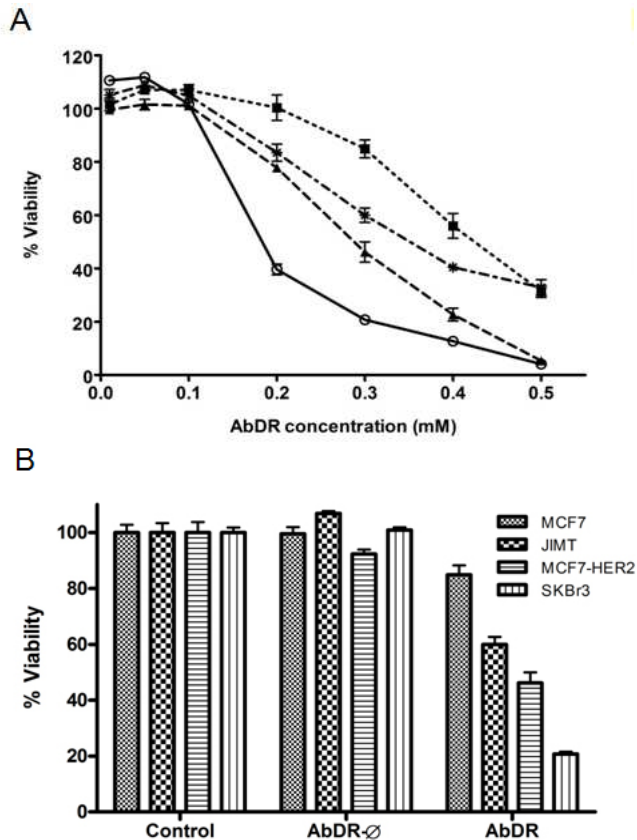 A
120
100
80
60
40
20
0
% Viability
0.0 0.1 0.2 0.3 0.4 0.5
AbDR concentration (mM)
B
100
80
60
40
20
0
% Viability
MCF7
JIMT
MCF7-HER2
SKBr3
Control AbDR-∅ AbDR